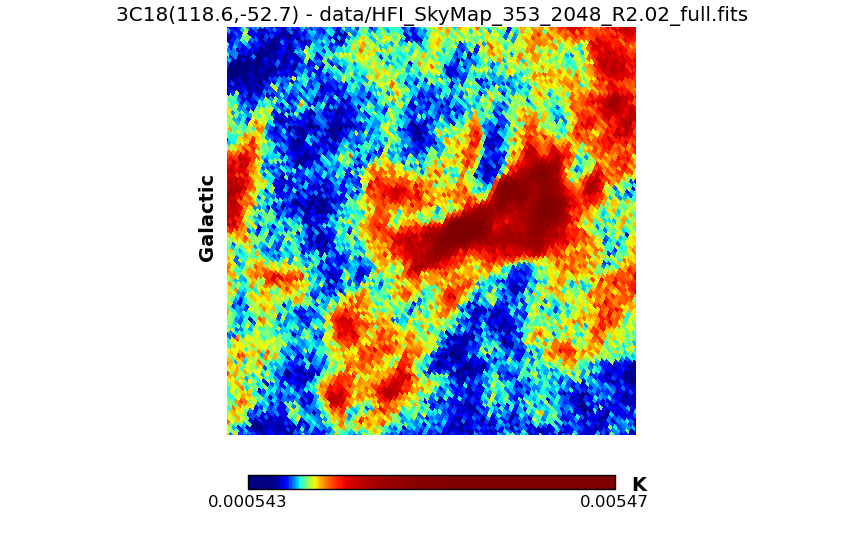 3C18(118.6,-52.7) - data/HFI_SkyMap_353_2048_R2.02_full.fits
Galactic
K
0.000543
0.00547